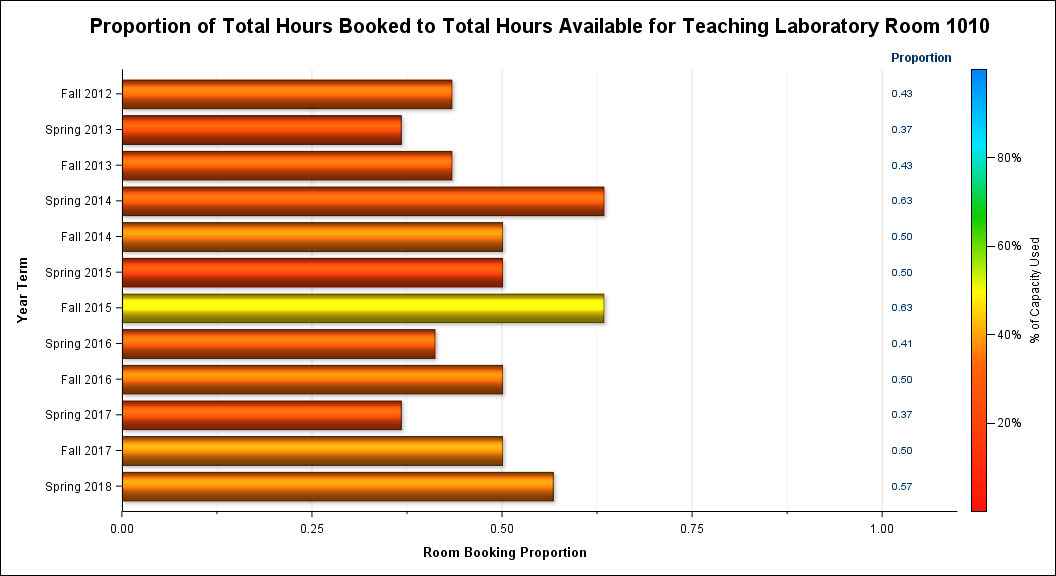 Proportion of Total Hours Booked to Total Hours Available for Teaching Laboratory Room 1010
Proportion
Fall 2012 0.43
Spring 2013 0.37
Fall 2013 0.43
Spring 2014 0.63
Fall 2014 0.50
Spring 2015 0.50
Fall 2015 0.63
Spring 2016 0.41
Fall 2016 0.50
Spring 2017 0.37
Fall 2017 0.50
Spring 2018 0.57
Year Term
0.00 0.25 0.50 0.75 1.00
Room Booking Proportion
80%
60%
40%
20%
% of Capacity Used